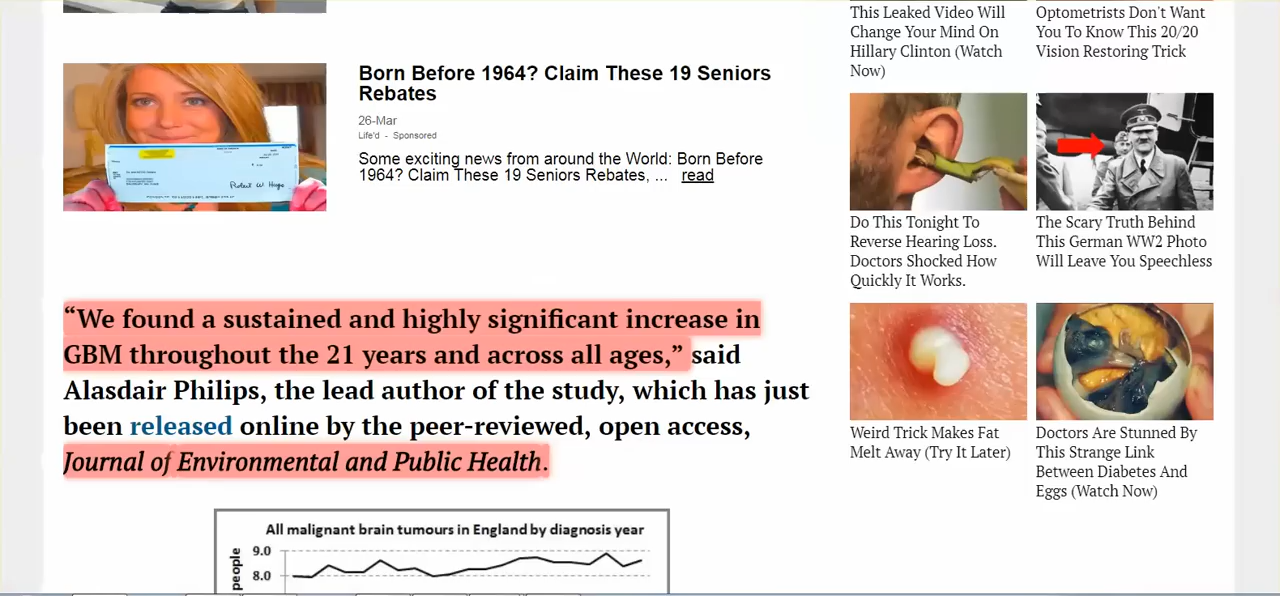 Born Before 1964? Claim These 19 Seniors
Rebates
26-Mar
Life'd - Sponsored
Some exciting news from around the World: Born Before
1964? Claim These 19 Seniors Rebates, ... read
“We found a sustained and highly significant increase in
GBM throughout the 21 years and across all ages,” said
Alasdair Philips, the lead author of the study, which has just
been released online by the peer-reviewed, open access,
Journal of Environmental and Public Health.
All malignant brain tumours in England by diagnosis year
people
9.0
8.0
This Leaked Video Will
Change Your Mind On
Hillary Clinton (Watch
Now)
Optometrists Don't Want
You To Know This 20/20
Vision Restoring Trick
Do This Tonight To
Reverse Hearing Loss.
Doctors Shocked How
Quickly It Works.
The Scary Truth Behind
This German WW2 Photo
Will Leave You Speechless
Weird Trick Makes Fat
Melt Away (Try It Later)
Doctors Are Stunned By
This Strange Link
Between Diabetes And
Eggs (Watch Now)